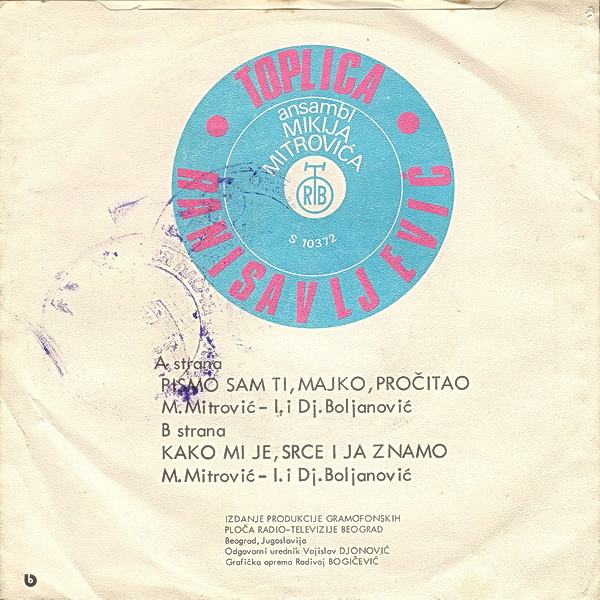 TOPLICA
ansambl
MIKIJA
MITROVIĆA
RTB
S 10372
RANISAVLJEVIĆ
A strana
PISMO SAM TI, MAJKO, PROČITAO
M. Mitrović - I. i Dj. Boljanović
B strana
KAKO MI JE, SRCE I JA ZNAMO
M. Mitrović - I. i Dj. Boljanović
IZDANJE PRODUKCIJE GRAMOFONSKIH
PLOČA RADIO-TELEVIZIJE BEOGRAD
Beograd, Jugoslavija
Odgovorni urednik Vojislav DJONOVIĆ
Grafička oprema Radivoj BOGIČEVIĆ
b